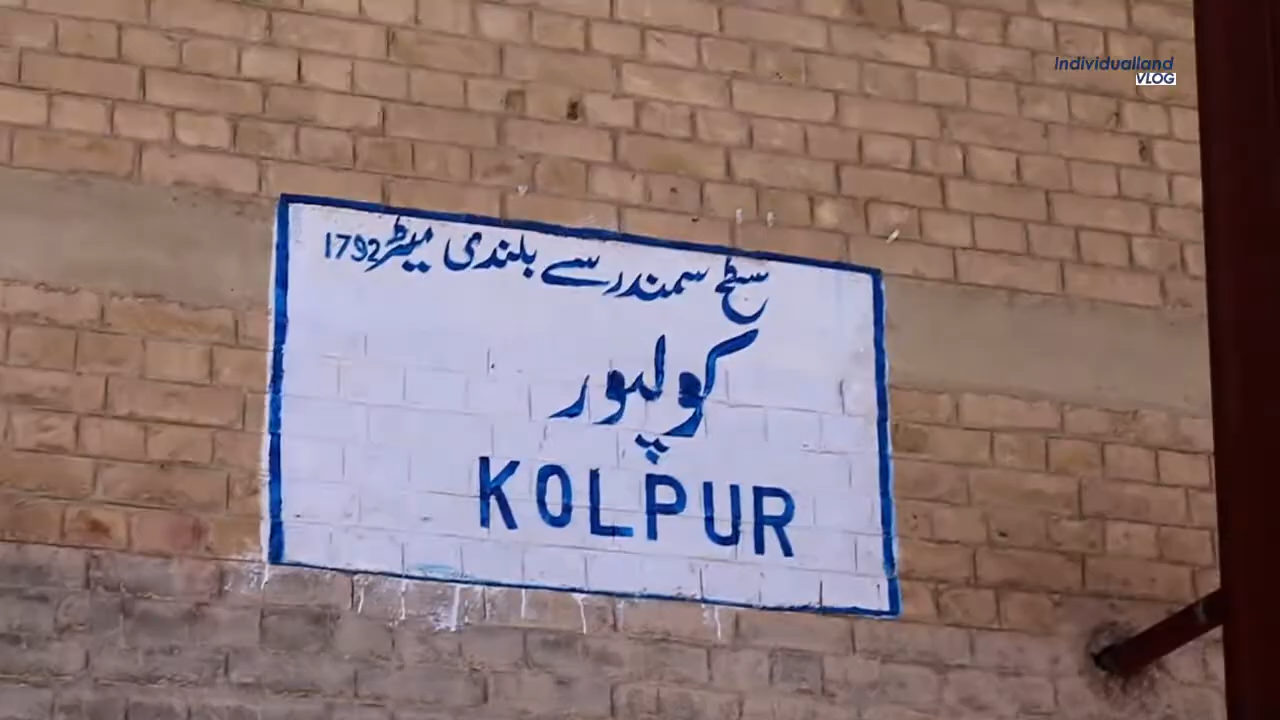 Individualland
VLOG
سطح سمندر سے بلندی میٹر 1792
کولپور
KOLPUR